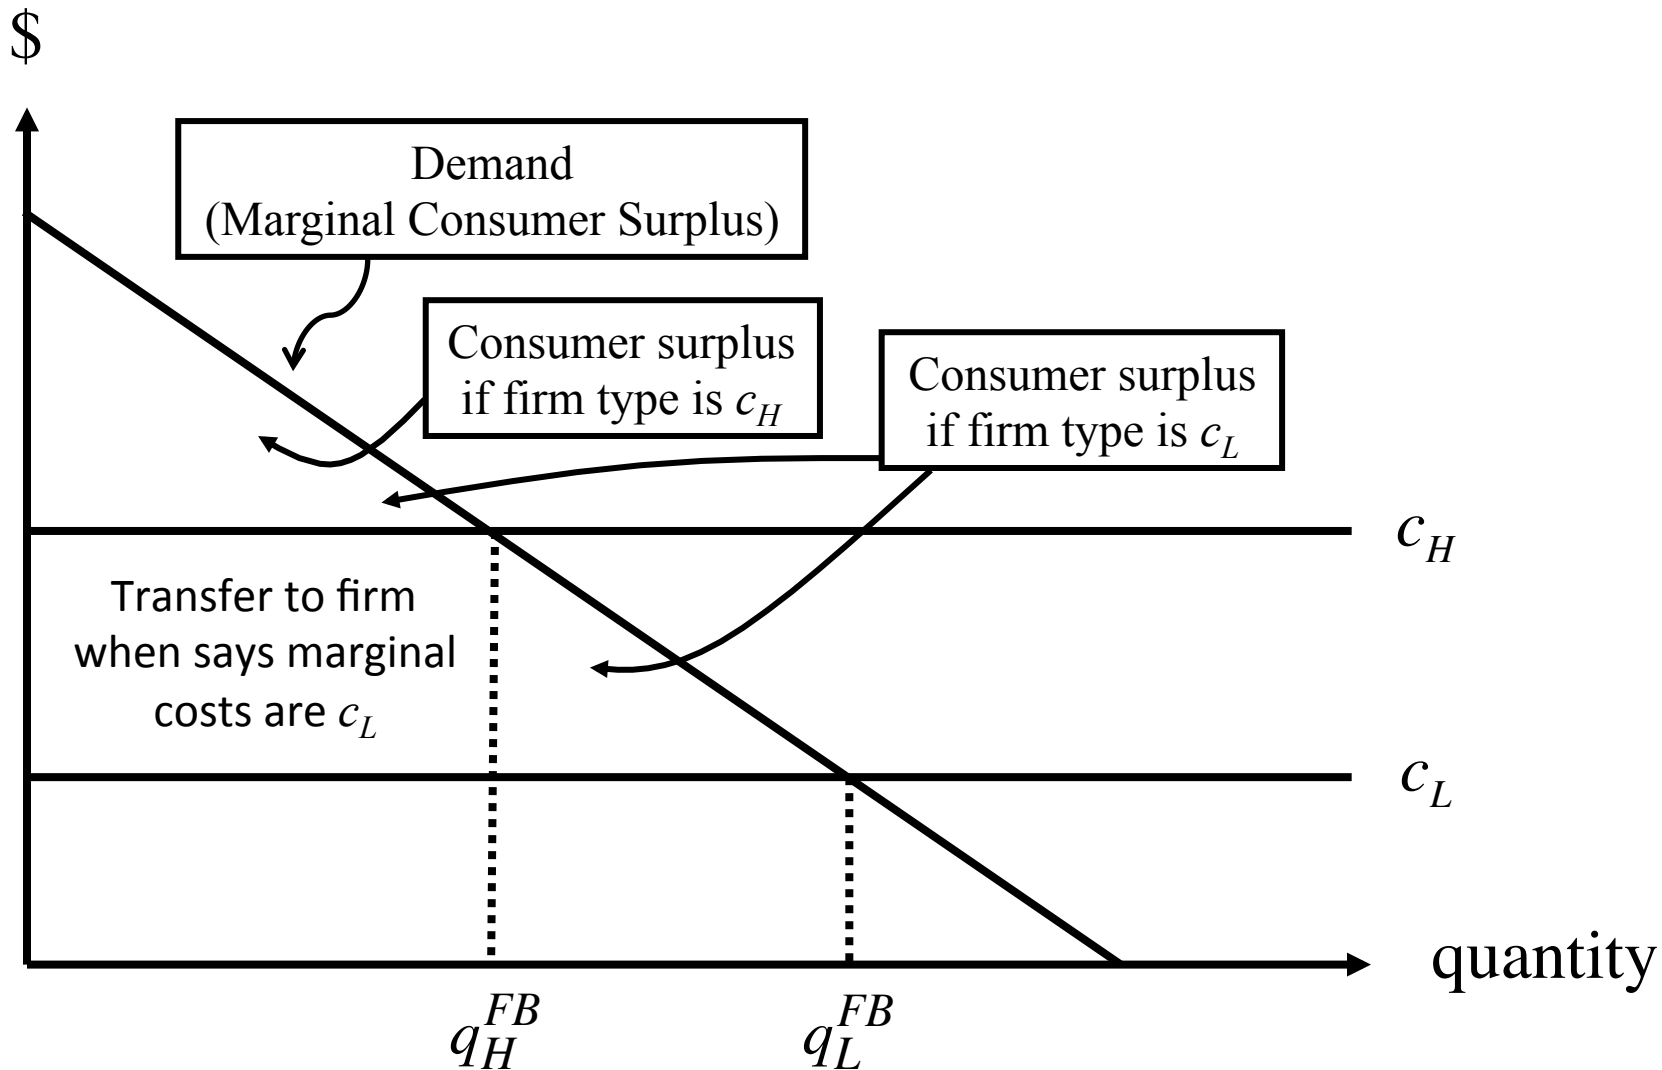 $
Demand
(Marginal Consumer Surplus)
Consumer surplus
if firm type is c_H
Consumer surplus
if firm type is c_L
c_H
Transfer to firm
when says marginal
costs are c_L
c_L
quantity
q_H^FB
q_L^FB